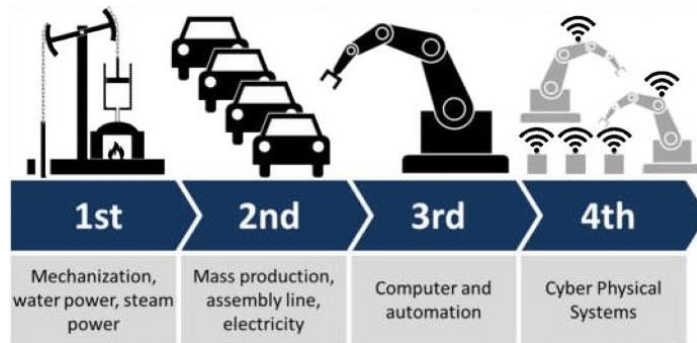 1st
2nd
3rd
4th
Mechanization,
water power, steam
power
Mass production,
assembly line,
electricity
Computer and
automation
Cyber Physical
Systems